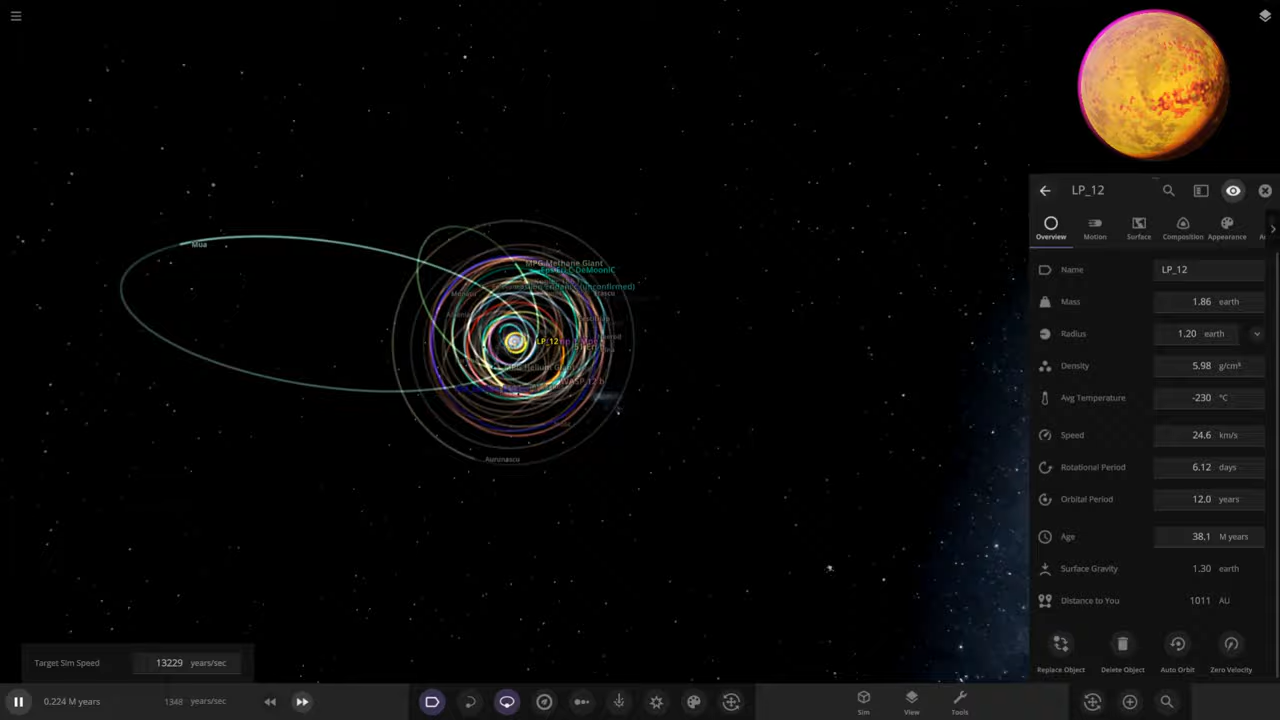 LP_12
Overview
Motion
Surface
Composition
Appearance
Name LP_12
Mass 1.86 earth
Radius 1.20 earth
Density 5.98 g/cm³
Avg Temperature -230 °C
Speed 24.6 km/s
Rotational Period 6.12 days
Orbital Period 12.0 years
Age 38.1 M years
Surface Gravity 1.30 earth
Distance to You 1011 AU
Replace Object
Delete Object
Auto Orbit
Zero Velocity
Mua
MPG Methane Giant
(unconfirmed)
LP_12
WASP-12 b
Aurunascu
Target Sim Speed 13229 years/sec
0.224 M years
1348 years/sec
Sim
View
Tools